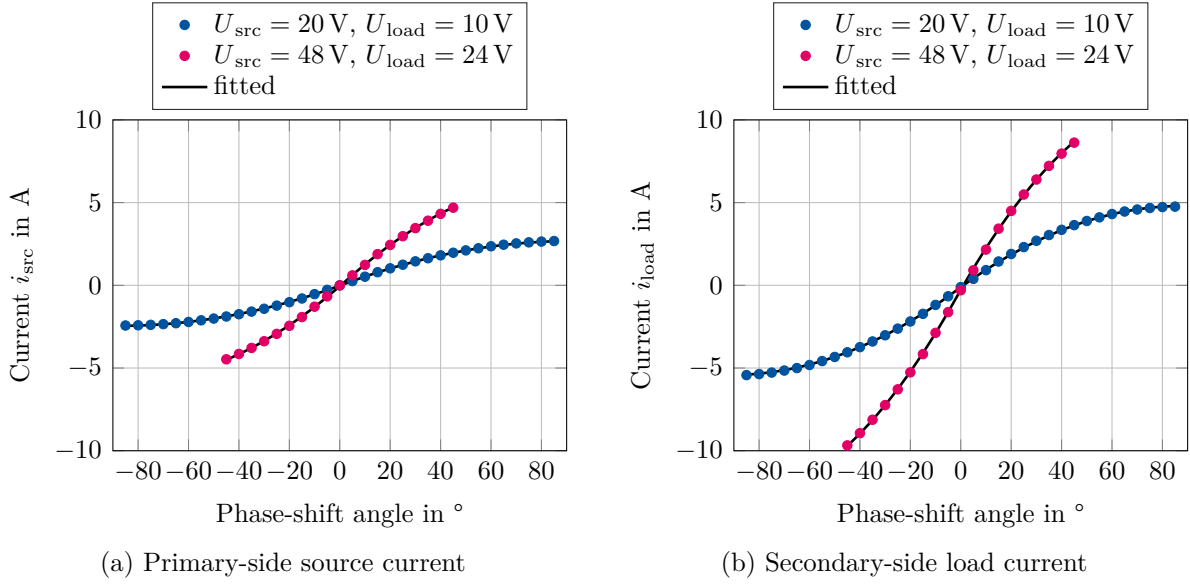 U_src = 20 V, U_load = 10 V
U_src = 48 V, U_load = 24 V
fitted
10
5
0
−5
−10
Current i_src in A
−80 −60 −40 −20 0 20 40 60 80
Phase-shift angle in °
(a) Primary-side source current
U_src = 20 V, U_load = 10 V
U_src = 48 V, U_load = 24 V
fitted
10
5
0
−5
−10
Current i_load in A
−80 −60 −40 −20 0 20 40 60 80
Phase-shift angle in °
(b) Secondary-side load current